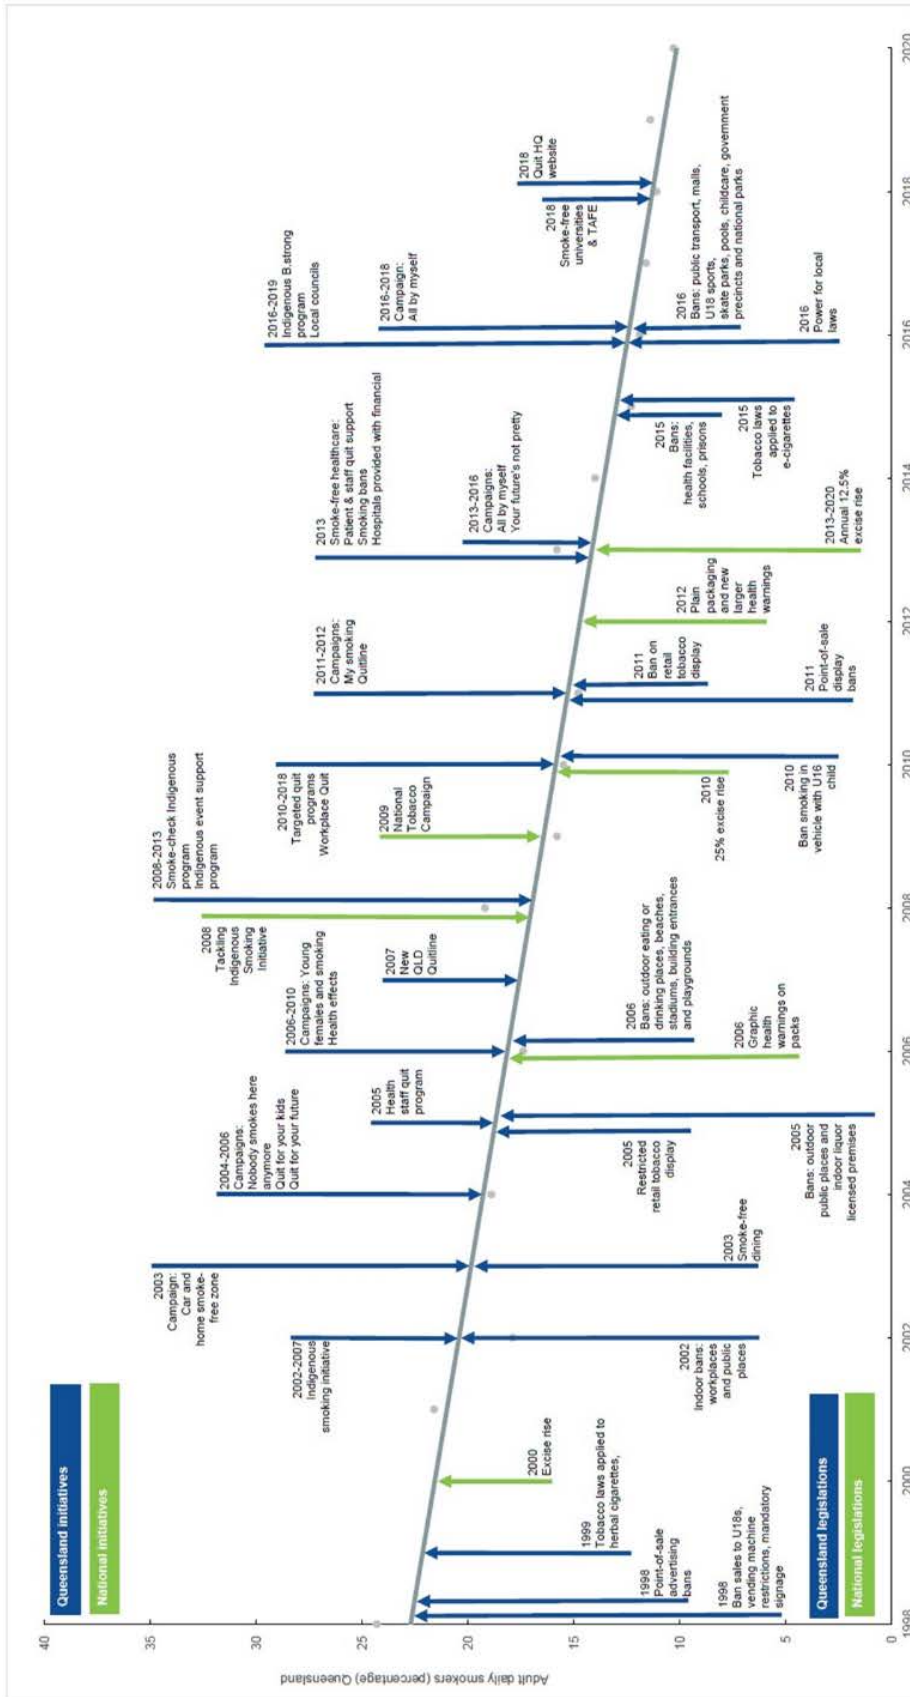 Queensland initiatives
National initiatives
Adult daily smokers (percentage) Queensland
40
35
30
25
20
15
10
5
0
2002-2007
Indigenous
smoking initiative
2003
Campaign:
Car and
home smoke-
free zone
2004-2006
Campaigns:
Nobody smokes here
anymore
Quit for your kids
Quit for your future
2005
Health
staff quit
program
2006-2010
Campaigns: Young
females and smoking
Health effects
2007
New
QLD
Quitline
2008
Tackling
Indigenous
Smoking
Initiative
2008-2013
Smoke-check Indigenous
program
Indigenous event support
program
2009
National
Tobacco
Campaign
2010-2018
Targeted quit
programs
Workplace Quit
2011-2012
Campaigns:
My smoking
Quitline
2013
Smoke-free healthcare:
Patient & staff quit support
Smoking bans
Hospitals provided with financial
2013-2016
Campaigns:
All by myself
Your future's not pretty
2016-2019
Indigenous B.strong
program
Local councils
2016-2018
Campaign:
All by myself
2018
Smoke-free
universities
& TAFE
2018
Quit HQ
website
1998
Ban sales to U18s,
vending machine
restrictions, mandatory
signage
1998
Point-of-sale
advertising
bans
1999
Tobacco laws applied to
herbal cigarettes,
2000
Excise rise
2002
Indoor bans:
workplaces
and public
places
2003
Smoke-free
dining
2005
Restricted
retail tobacco
display
2005
Bans: outdoor
public places and
indoor liquor
licensed premises
2006
Graphic
health
warnings on
packs
2006
Bans: outdoor eating or
drinking places, beaches,
stadiums, building entrances
and playgrounds
2010
25% excise rise
2010
Ban smoking in
vehicle with U16
child
2011
Point-of-sale
display
bans
2011
Ban on
retail
tobacco
display
2012
Plain
packaging
and new
larger
health
warnings
2013-2020
Annual 12.5%
excise rise
2015
Bans:
health facilities,
schools, prisons
2015
Tobacco laws
applied to
e-cigarettes
2016
Power for local
laws
2016
Bans: public transport, malls,
U18 sports,
skate parks, pools, childcare, government
precincts and national parks
Queensland legislations
National legislations
1998
2000
2002
2004
2006
2008
2010
2012
2014
2016
2018
2020